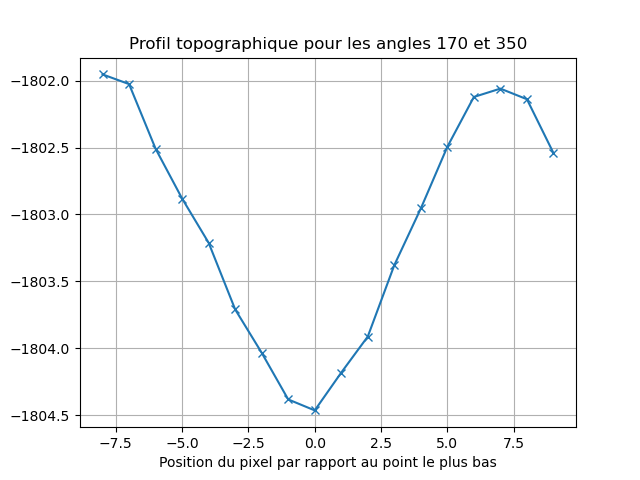 Profil topographique pour les angles 170 et 350
−1802.0
−1802.5
−1803.0
−1803.5
−1804.0
−1804.5
−7.5 −5.0 −2.5 0.0 2.5 5.0 7.5
Position du pixel par rapport au point le plus bas